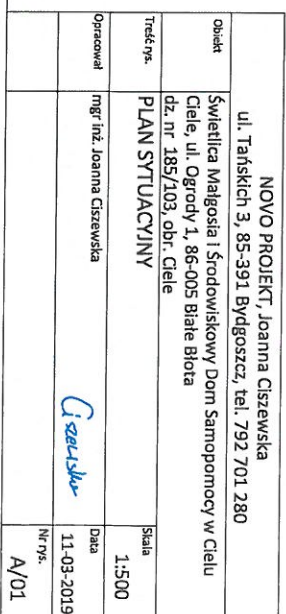 NOVO PROJEKT, Joanna Ciszewska
ul. Tańskich 3, 85-391 Bydgoszcz, tel. 792 701 280
Obiekt
Świetlica Małgosia i Środowiskowy Dom Samopomocy w Cielu
Ciele, ul. Ogrody 1, 86-005 Białe Błota
dz. nr 185/103, obr. Ciele
Treść rys.
PLAN SYTUACYJNY
Skala
1:500
Opracował
mgr inż. Joanna Ciszewska
Ciszewska
Data
11-03-2019
Nr rys.
A/01